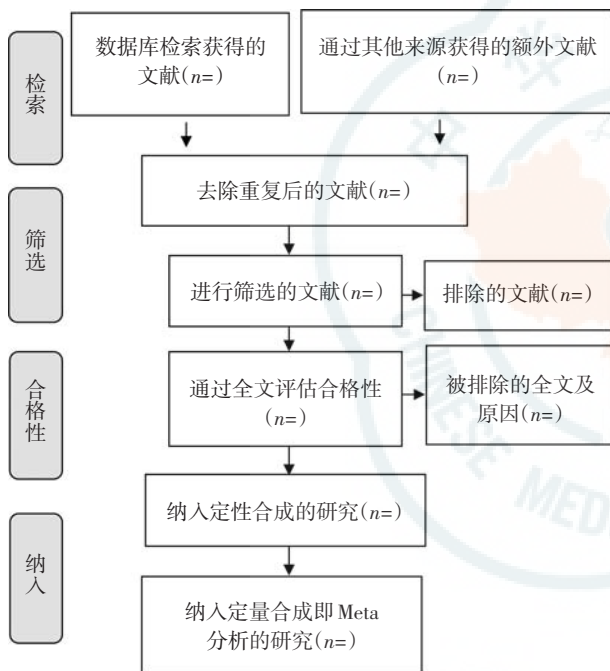 检索
数据库检索获得的
文献(n=)
通过其他来源获得的额外文献
(n=)
去除重复后的文献(n=)
筛选
进行筛选的文献(n=)
排除的文献(n=)
合格性
通过全文评估合格性
(n=)
被排除的全文及
原因(n=)
纳入定性合成的研究(n=)
纳入
纳入定量合成即Meta
分析的研究(n=)
中华
CHINESE MED